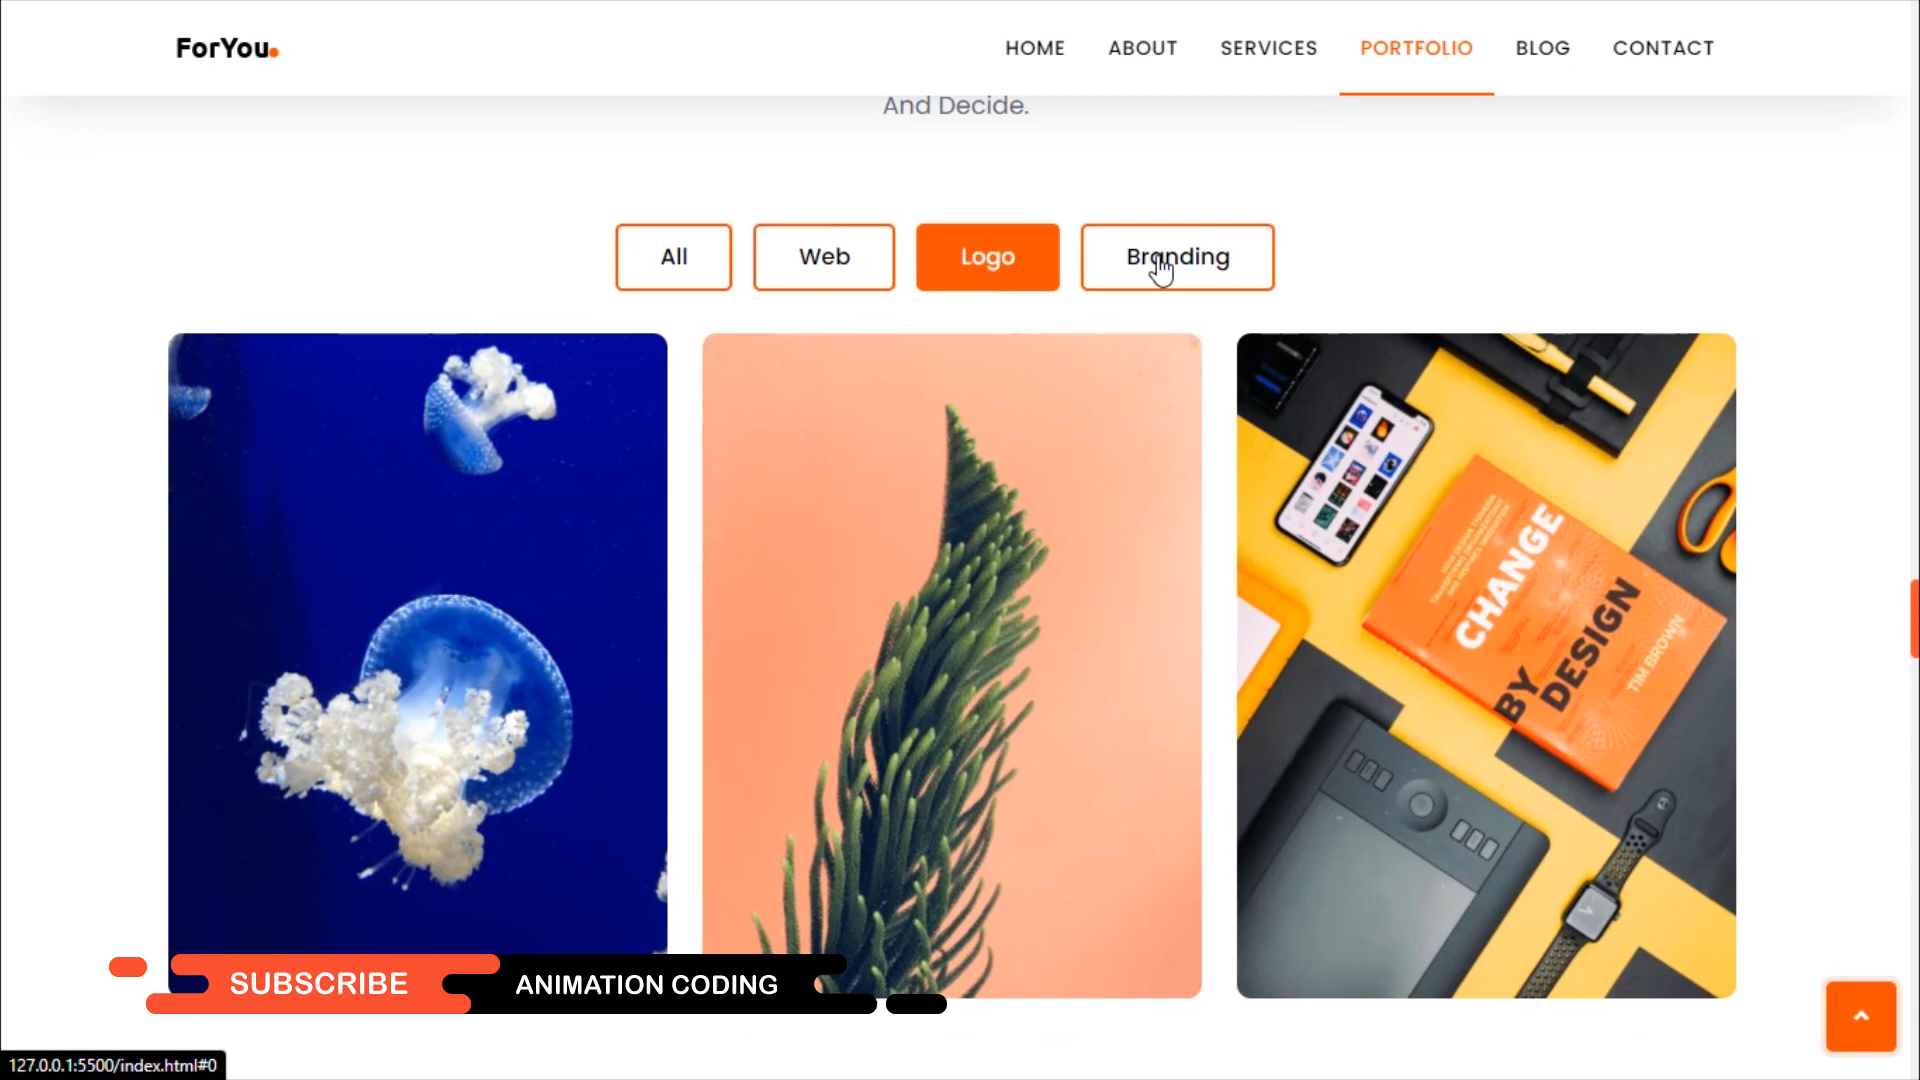 ForYou.
HOME ABOUT SERVICES PORTFOLIO BLOG CONTACT
And Decide.
All Web Logo Branding
CHANGE
BY
DESIGN
TIM BROWN
SUBSCRIBE ANIMATION CODING
127.0.0.1:5500/index.html#0